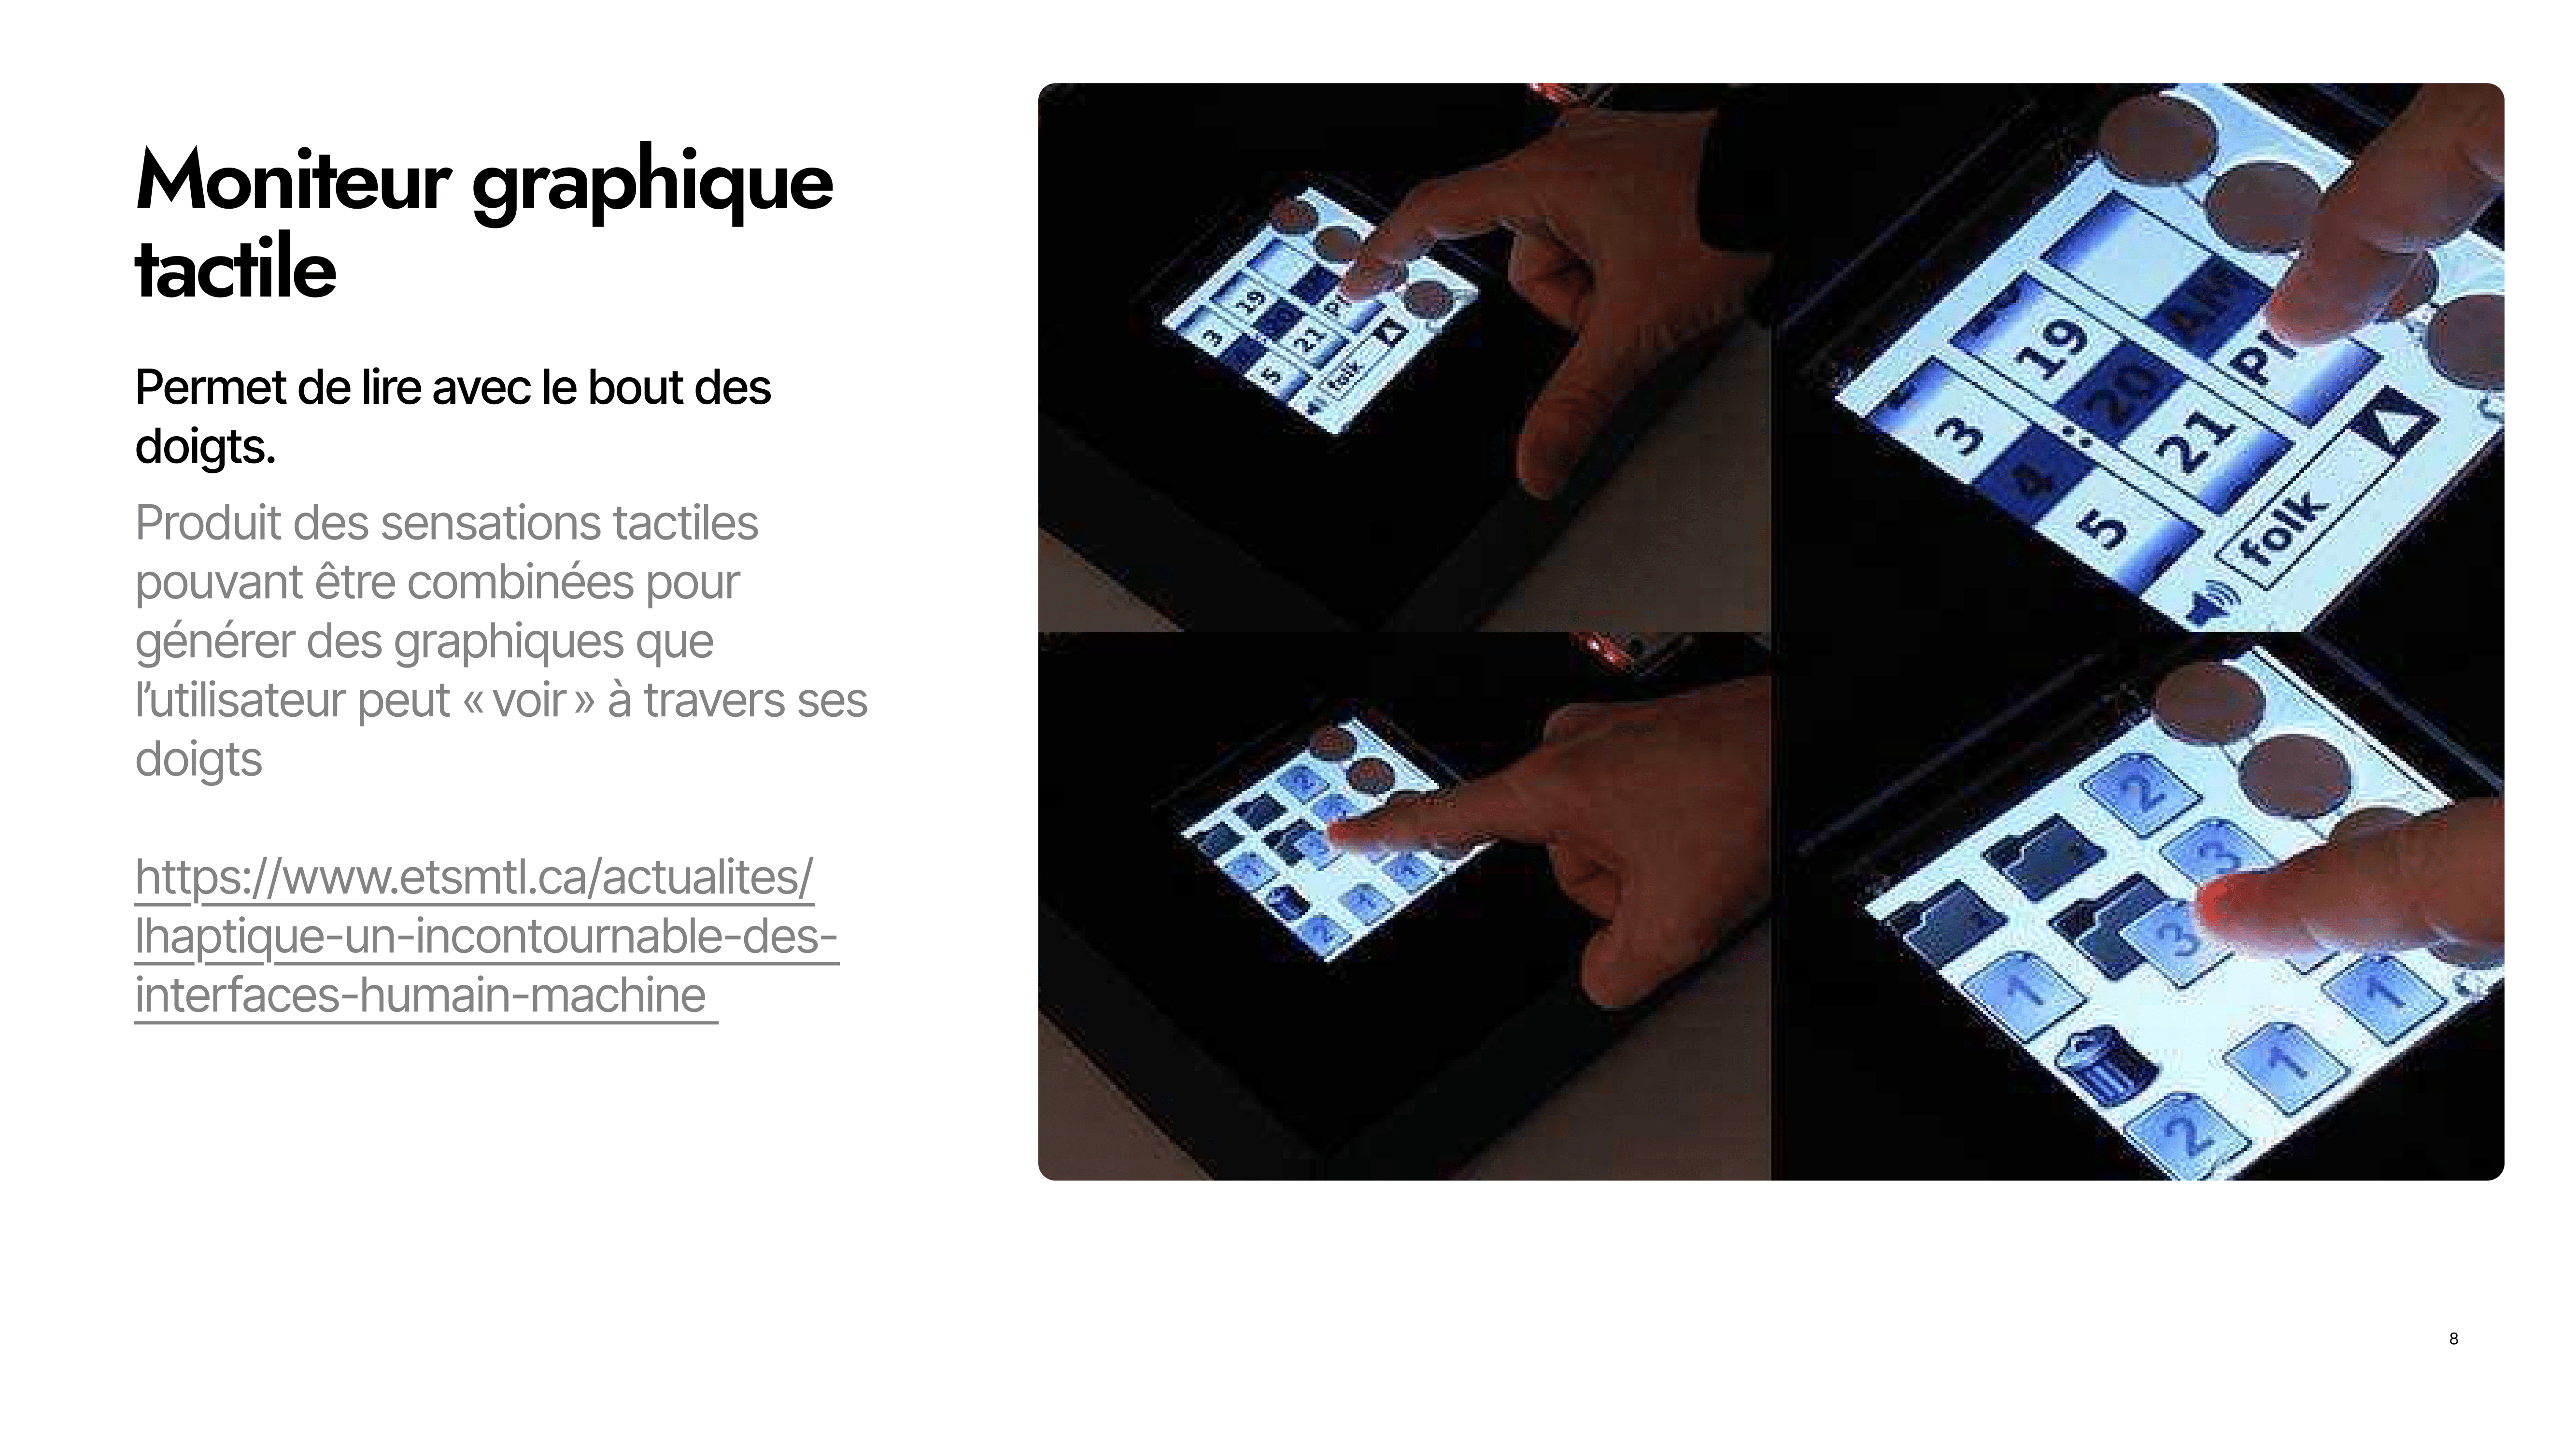 Moniteur graphique
tactile
Permet de lire avec le bout des
doigts.
Produit des sensations tactiles
pouvant être combinées pour
générer des graphiques que
l’utilisateur peut « voir » à travers ses
doigts
https://www.etsmtl.ca/actualites/
lhaptique-un-incontournable-des-
interfaces-humain-machine
19
PM
3
21
5
folk
AM
19
20
3
4
21
5
folk
2
1
1
1
2
2
3
3
1
1
1
2
8